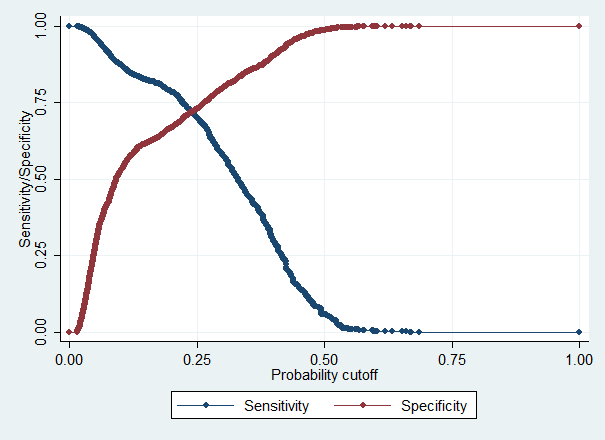 1.00
0.75
0.50
0.25
0.00
Sensitivity/Specificity
0.00 0.25 0.50 0.75 1.00
Probability cutoff
Sensitivity Specificity